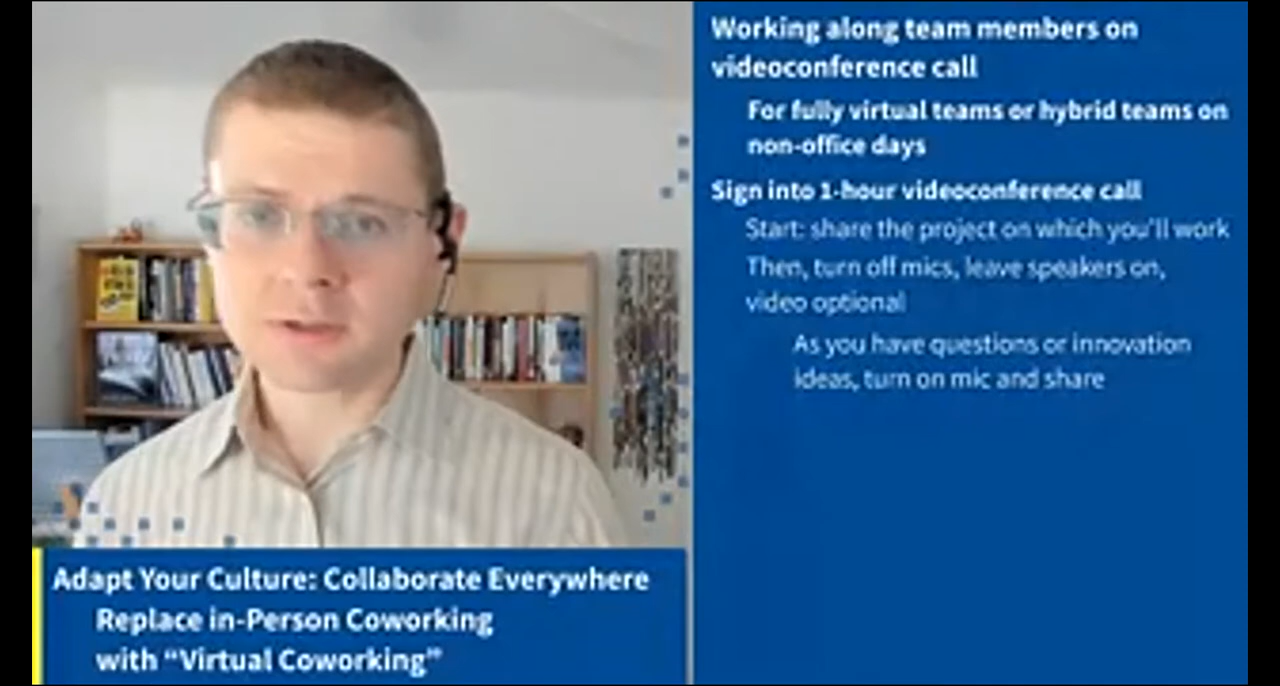 Working along team members on
videoconference call
For fully virtual teams or hybrid teams on
non-office days
Sign into 1-hour videoconference call
Start: share the project on which you'll work
Then, turn off mics, leave speakers on,
video optional
As you have questions or innovation
ideas, turn on mic and share
Adapt Your Culture: Collaborate Everywhere
Replace in-Person Coworking
with “Virtual Coworking”